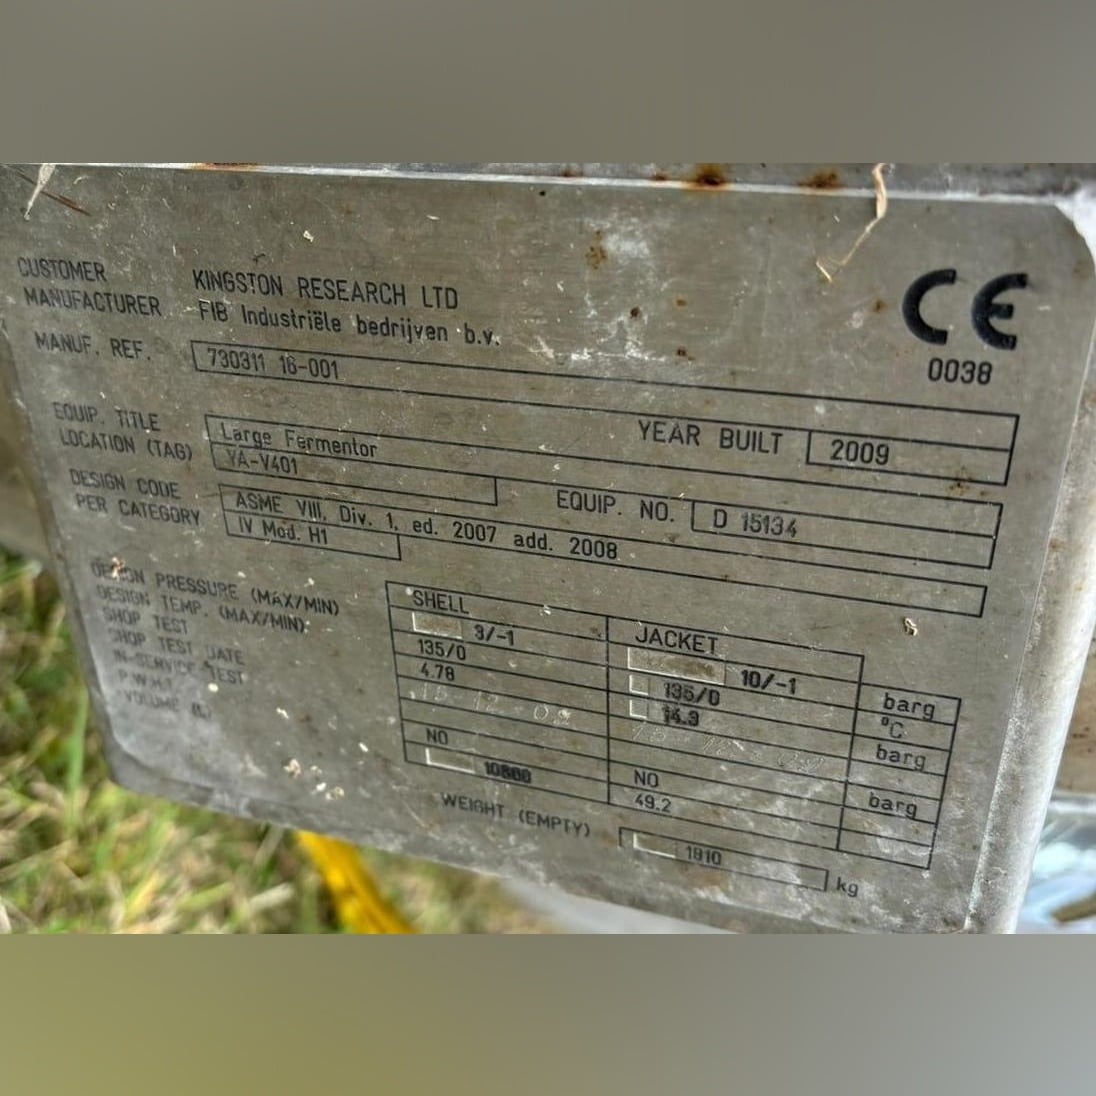 CUSTOMER KINGSTON RESEARCH LTD
MANUFACTURER FIB Industriële bedrijven b.v.
CE 0038
MANUF. REF. 730311 16-001
YEAR BUILT 2009
EQUIP. TITLE Large Fermentor
LOCATION (TAG) YA-V401
EQUIP. NO. D 15134
DESIGN CODE ASME VIII, Div. 1, ed. 2007 add. 2008
PER CATEGORY IV Mod. H1
SHELL JACKET
DESIGN PRESSURE (MAX/MIN) 3/-1 10/-1 barg
DESIGN TEMP. (MAX/MIN) 135/0 135/0 °C
SHOP TEST 4.78 14.3 barg
SHOP TEST DATE
IN-SERVICE TEST barg
P.W.H.T NO NO
VOLUME 49.2
WEIGHT (EMPTY) 1910 kg